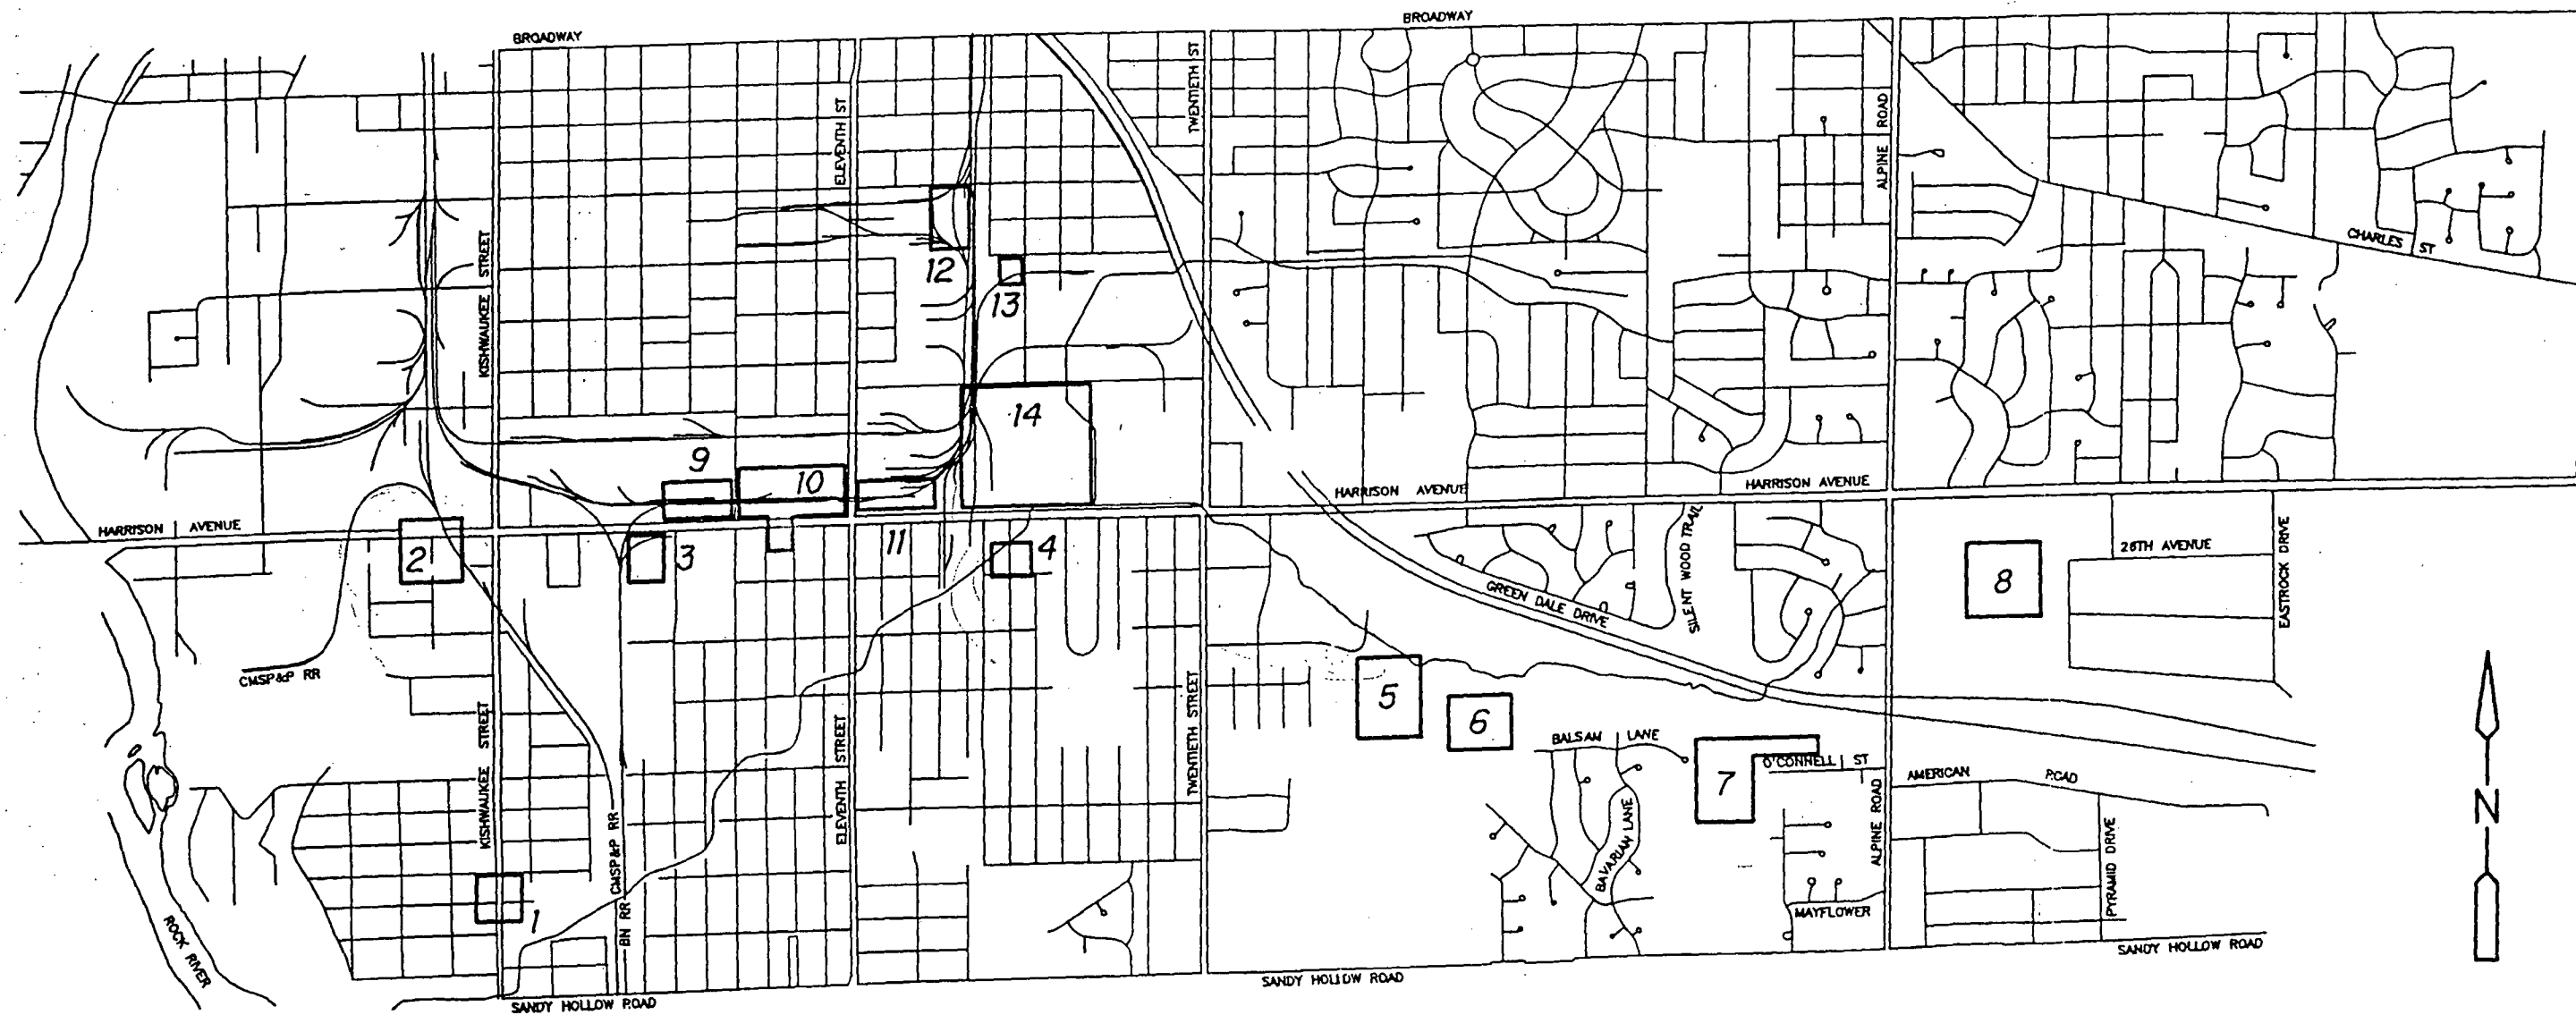 BROADWAY
BROADWAY
ELEVENTH ST
TWENTIETH ST
ALPINE ROAD
KISHWAUKEE STREET
CHARLES ST
12
13
14
9
10
11
HARRISON AVENUE
HARRISON AVENUE
HARRISON AVENUE
2
3
4
SILENT WOOD TRAIL
GREEN DALE DRIVE
8
26TH AVENUE
EASTROCK DRIVE
CMSP&P RR
KISHWAUKEE STREET
ELEVENTH STREET
TWENTIETH STREET
5
6
BALSAM LANE
7
O'CONNELL ST
ALPINE ROAD
AMERICAN ROAD
BAVARIAN LANE
PYRAMID DRIVE
N
BN RR
CMSP&P RR
1
ROCK RIVER
MAYFLOWER
SANDY HOLLOW ROAD
SANDY HOLLOW ROAD
SANDY HOLLOW ROAD